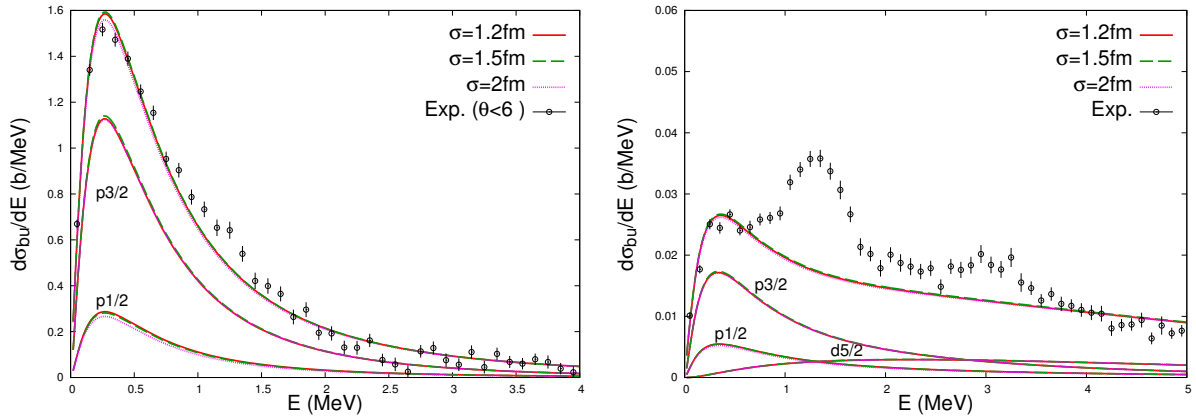 1.6
1.4
1.2
1
0.8
0.6
0.4
0.2
0
dσbu/dE (b/MeV)
σ=1.2fm
σ=1.5fm
σ=2fm
Exp. (θ<6 )
p3/2
p1/2
0 0.5 1 1.5 2 2.5 3 3.5 4
E (MeV)
0.06
0.05
0.04
0.03
0.02
0.01
0
dσbu/dE (b/MeV)
σ=1.2fm
σ=1.5fm
σ=2fm
Exp.
p3/2
p1/2
d5/2
0 1 2 3 4 5
E (MeV)